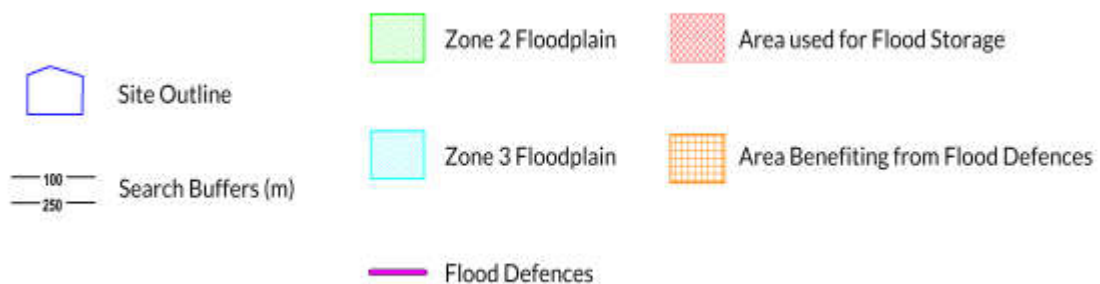 Site Outline
100
250
Search Buffers (m)
Zone 2 Floodplain
Zone 3 Floodplain
Flood Defences
Area used for Flood Storage
Area Benefiting from Flood Defences